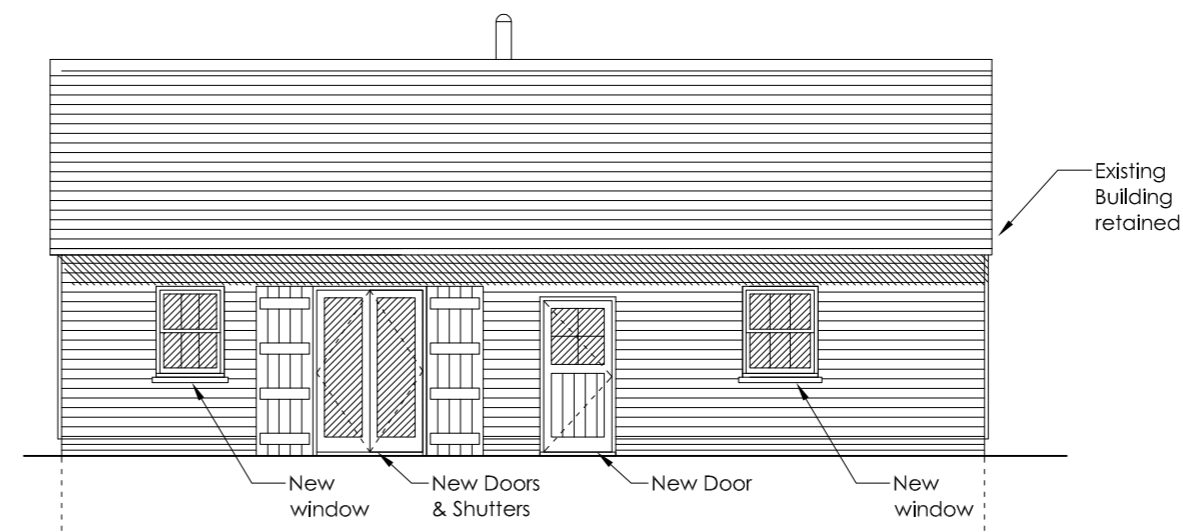 Existing
Building
retained
New
window
New Doors
& Shutters
New Door
New
window